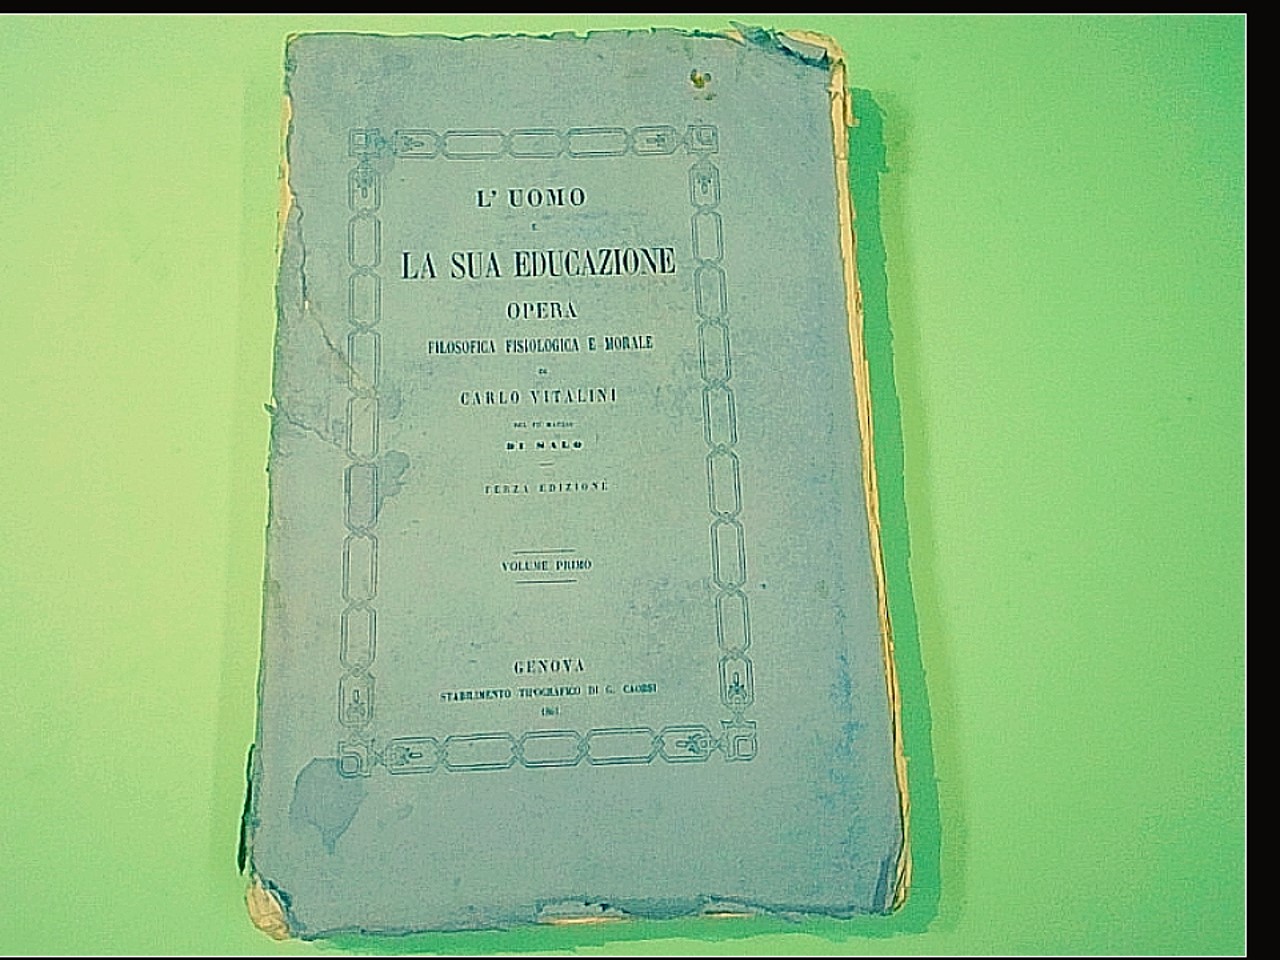 L' UOMO
E
LA SUA EDUCAZIONE
OPERA
FILOSOFICA FISIOLOGICA E MORALE
DI
CARLO VITALINI
DI SALO
TERZA EDIZIONE
VOLUME PRIMO
GENOVA
STABILIMENTO TIPOGRAFICO DI G. CAORSI
1861